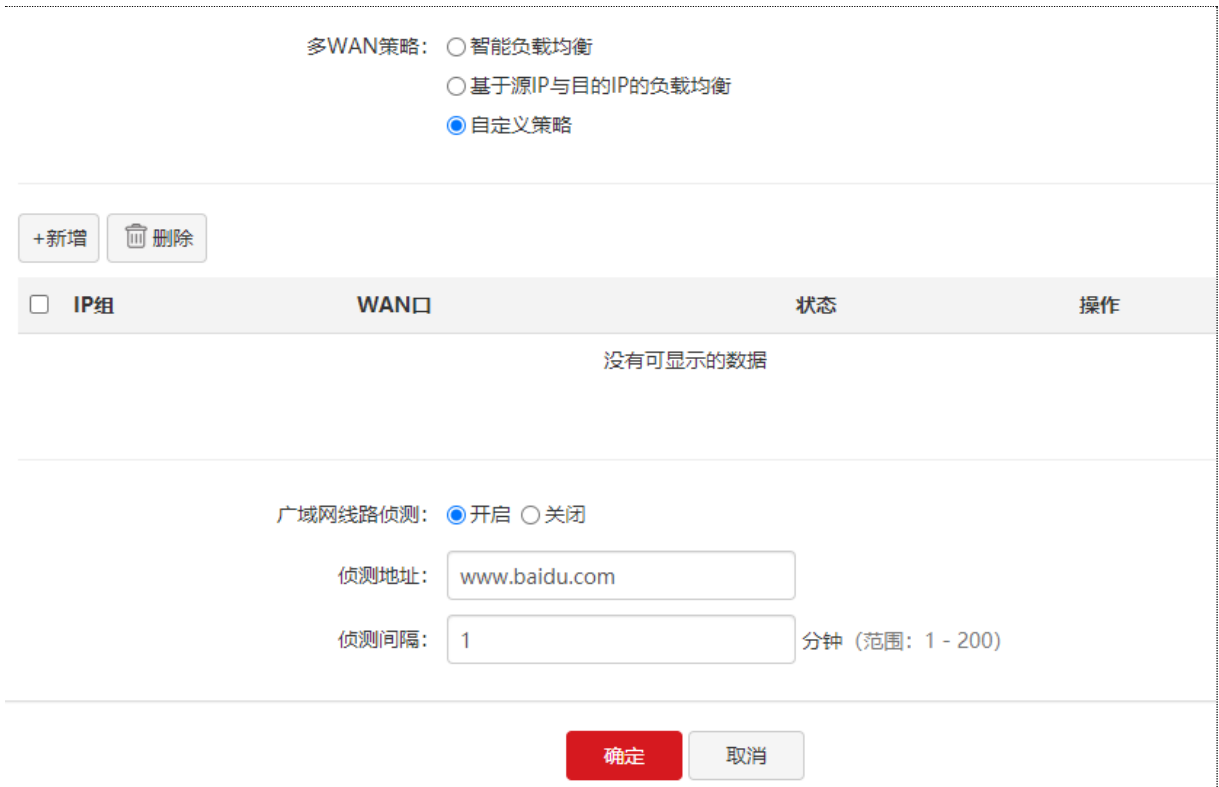 多WAN策略： 智能负载均衡
基于源IP与目的IP的负载均衡
自定义策略
+新增 删除
IP组 WAN口 状态 操作
没有可显示的数据
广域网线路侦测： 开启 关闭
侦测地址： www.baidu.com
侦测间隔： 1 分钟（范围：1 - 200）
确定 取消